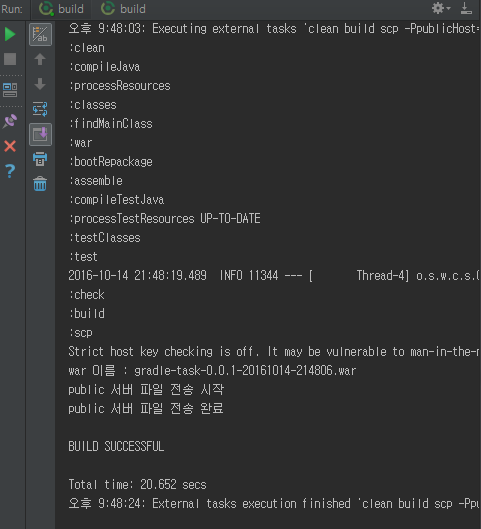 Run: build build
오후 9:48:03: Executing external tasks 'clean build scp -PpublicHost=
:clean
:compileJava
:processResources
:classes
:findMainClass
:war
:bootRepackage
:assemble
:compileTestJava
:processTestResources UP-TO-DATE
:testClasses
:test
2016-10-14 21:48:19.489  INFO 11344 --- [       Thread-4] o.s.w.c.s.
:check
:build
:scp
Strict host key checking is off. It may be vulnerable to man-in-the-
war 이름 : gradle-task-0.0.1-20161014-214806.war
public 서버 파일 전송 시작
public 서버 파일 전송 완료
BUILD SUCCESSFUL
Total time: 20.652 secs
오후 9:48:24: External tasks execution finished 'clean build scp -Ppu